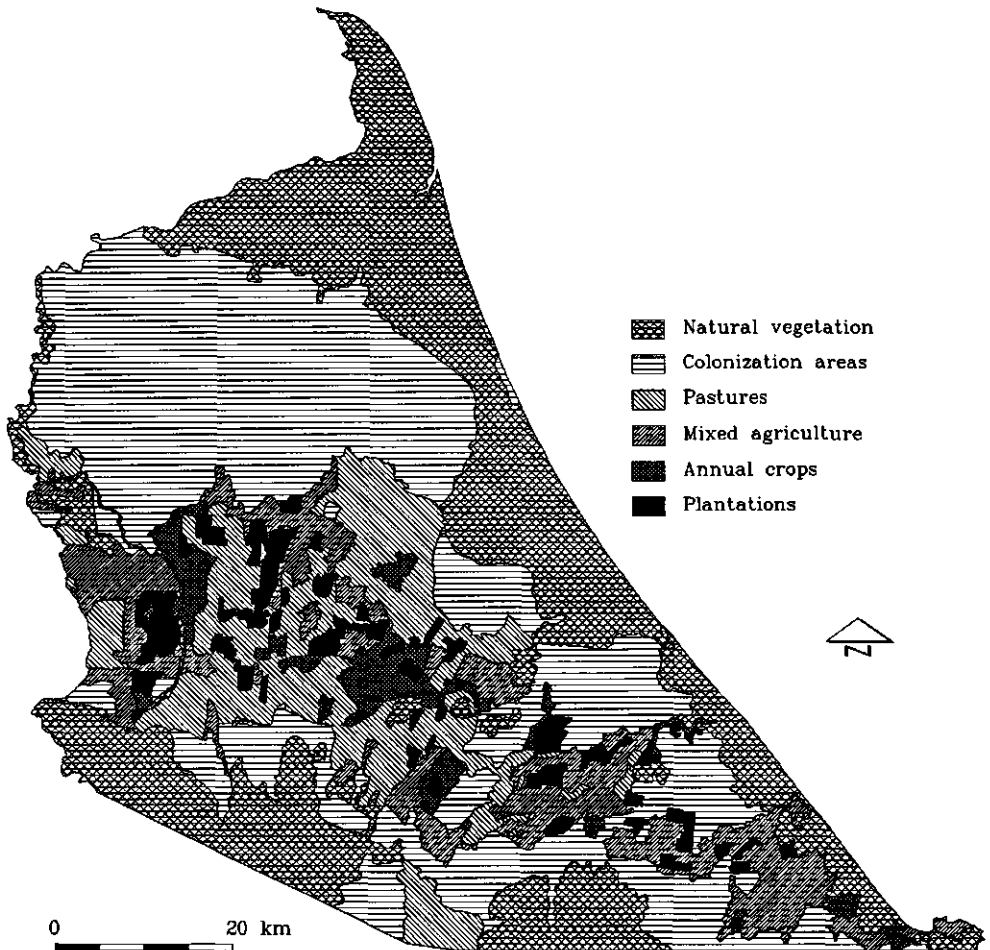 Natural vegetation
Colonization areas
Pastures
Mixed agriculture
Annual crops
Plantations
N
0 20 km